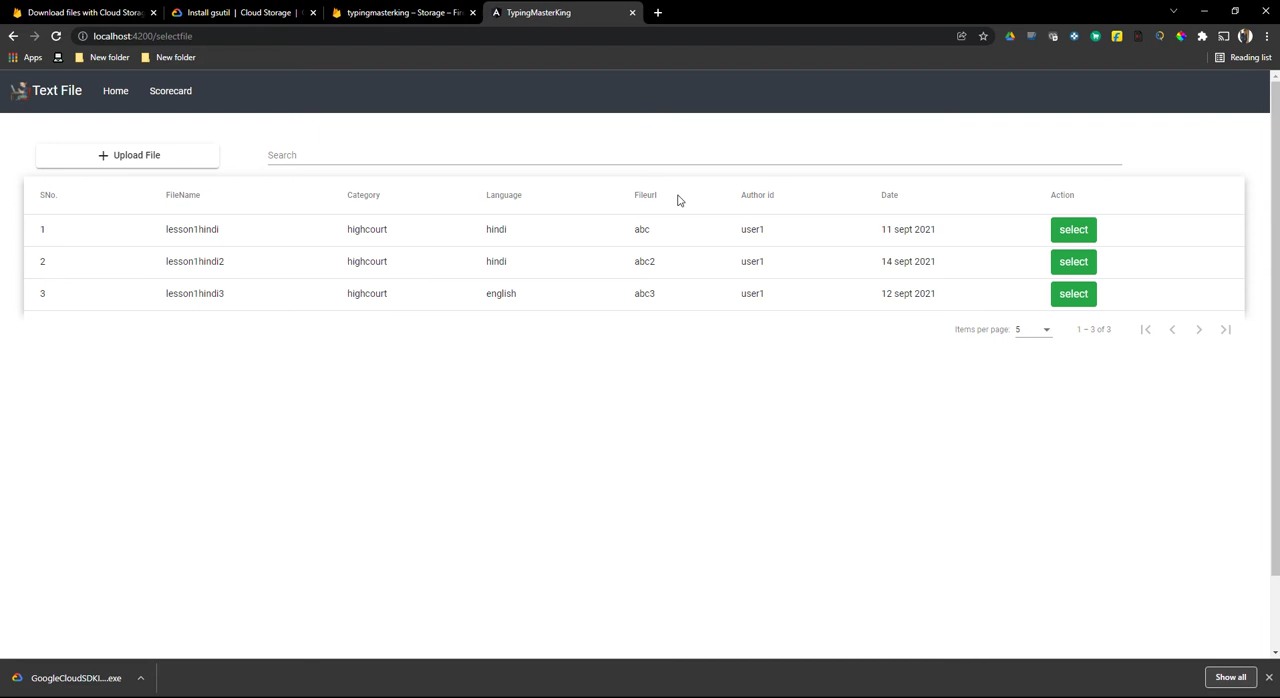 Download files with Cloud Stora
Install gsutil | Cloud Storage |
typingmasterking – Storage – Fir
TypingMasterKing
localhost:4200/selectfile
Apps
New folder
New folder
Reading list
Text File
Home
Scorecard
+ Upload File
Search
SNo. FileName Category Language Fileurl Author id Date Action
1 lesson1hindi highcourt hindi abc user1 11 sept 2021 select
2 lesson1hindi2 highcourt hindi abc2 user1 14 sept 2021 select
3 lesson1hindi3 highcourt english abc3 user1 12 sept 2021 select
Items per page: 5 1 – 3 of 3
GoogleCloudSDKI....exe
Show all